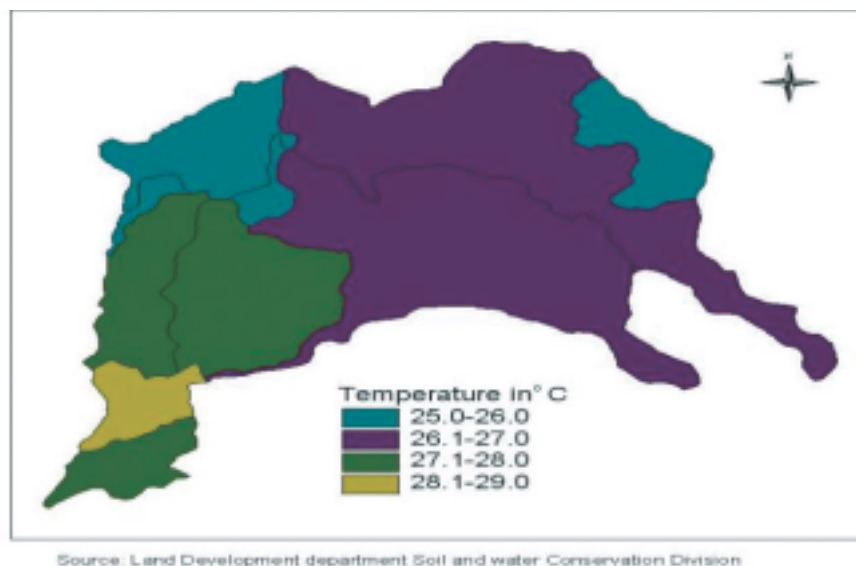 N
Temperature in° C
25.0-26.0
26.1-27.0
27.1-28.0
28.1-29.0
Source: Land Development department Soil and water Conservation Division